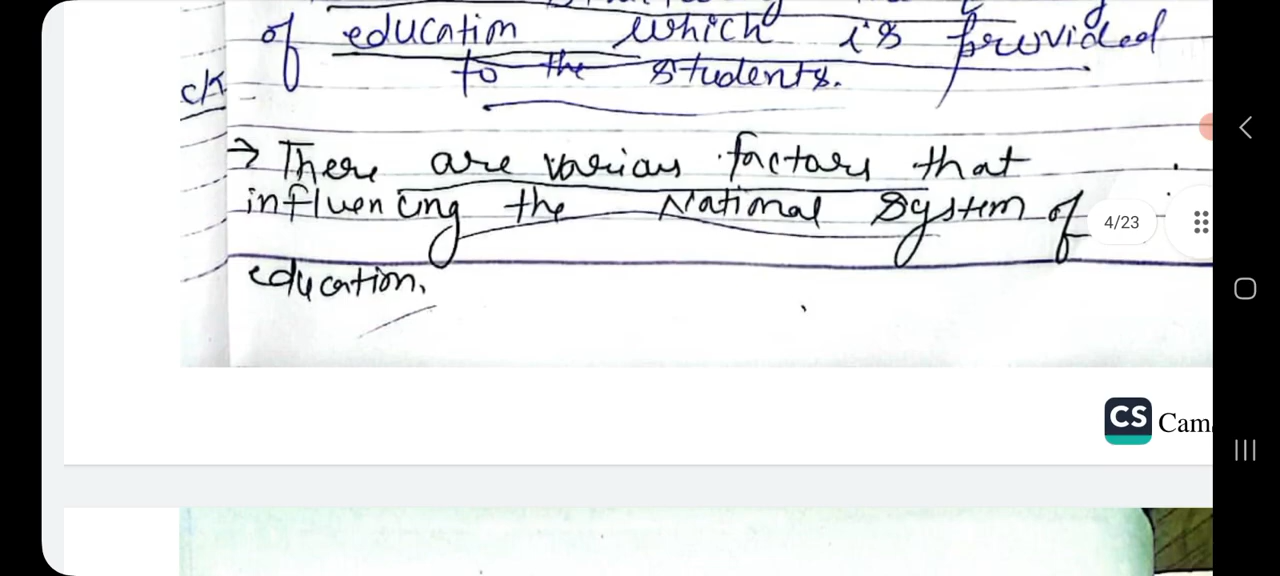 of education which is provided
to the students.
c/k
→ There are various factors that
influencing the National System of
4/23
education.
CS Cam